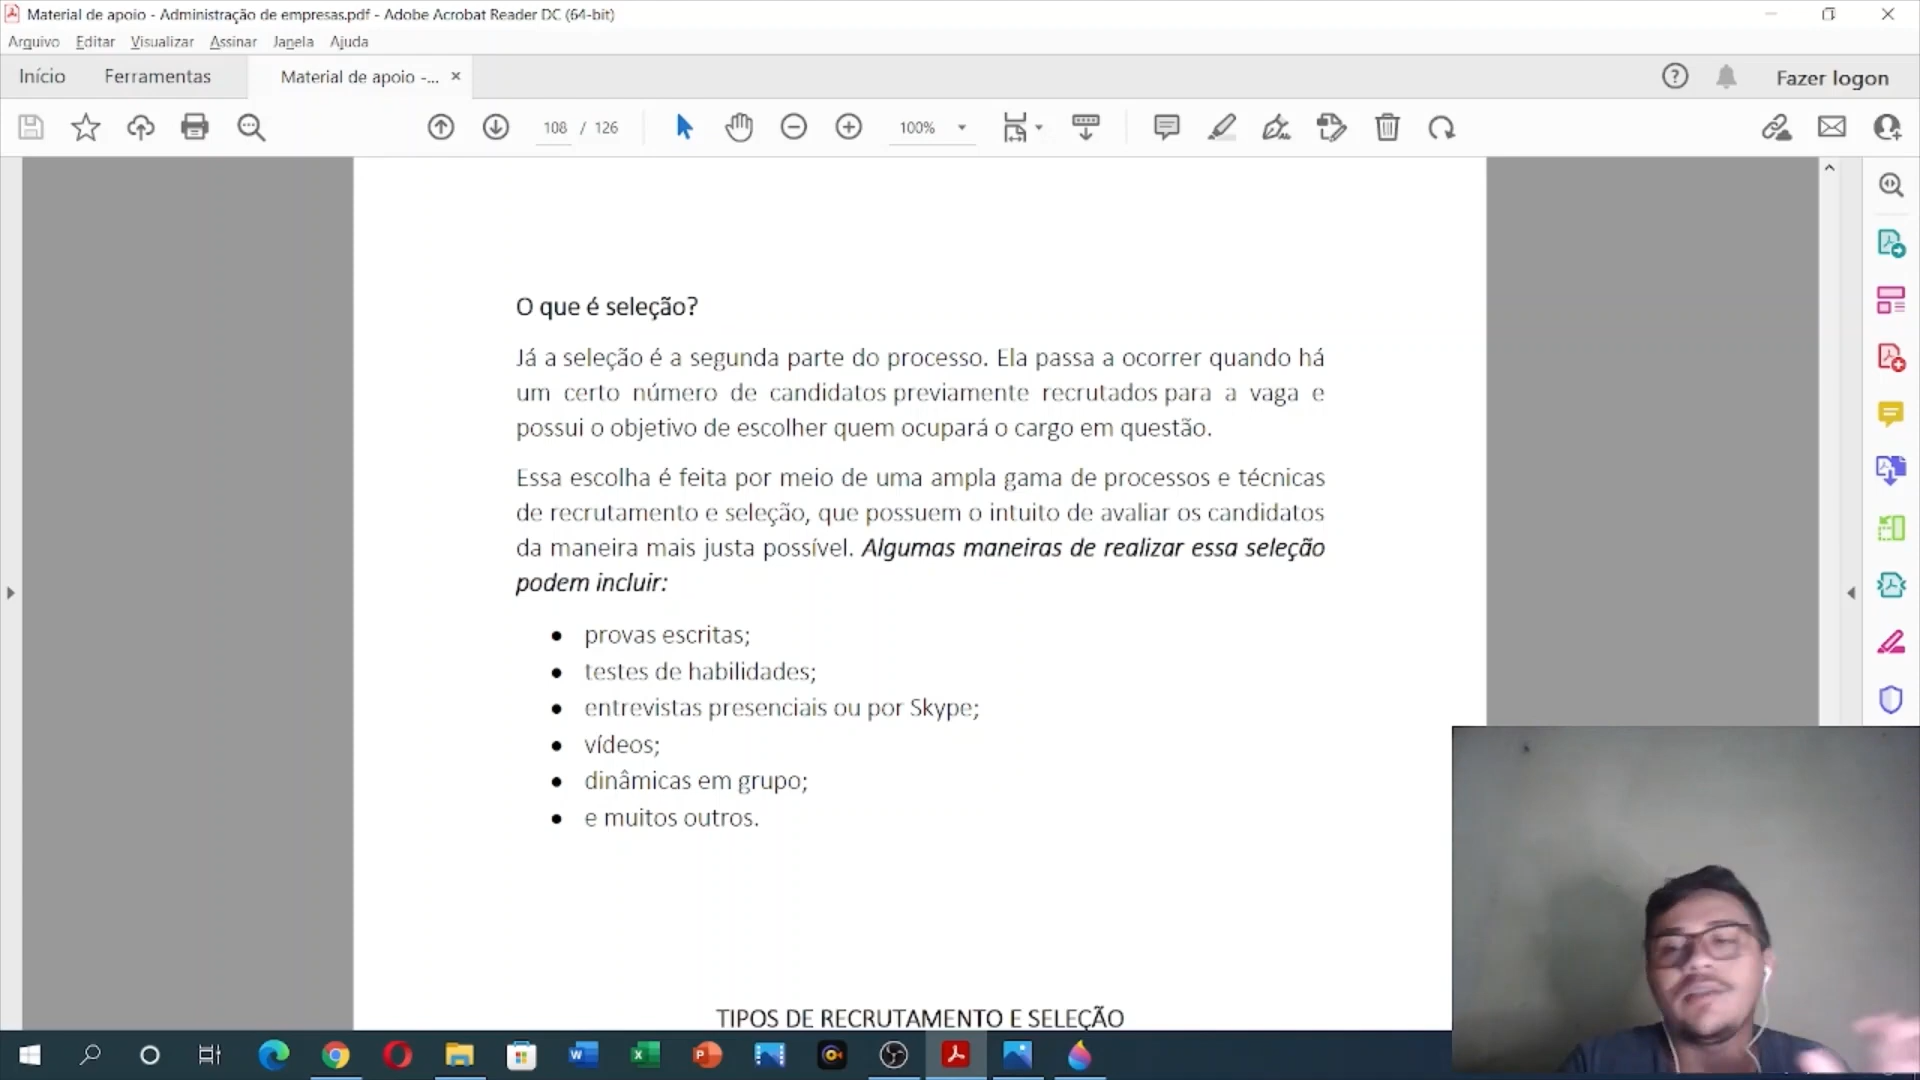 Material de apoio - Administração de empresas.pdf - Adobe Acrobat Reader DC (64-bit)
Arquivo Editar Visualizar Assinar Janela Ajuda
Início Ferramentas Material de apoio -... Fazer logon
108 / 126 100%
O que é seleção?
Já a seleção é a segunda parte do processo. Ela passa a ocorrer quando há
um certo número de candidatos previamente recrutados para a vaga e
possui o objetivo de escolher quem ocupará o cargo em questão.
Essa escolha é feita por meio de uma ampla gama de processos e técnicas
de recrutamento e seleção, que possuem o intuito de avaliar os candidatos
da maneira mais justa possível. Algumas maneiras de realizar essa seleção
podem incluir:
• provas escritas;
• testes de habilidades;
• entrevistas presenciais ou por Skype;
• vídeos;
• dinâmicas em grupo;
• e muitos outros.
TIPOS DE RECRUTAMENTO E SELEÇÃO